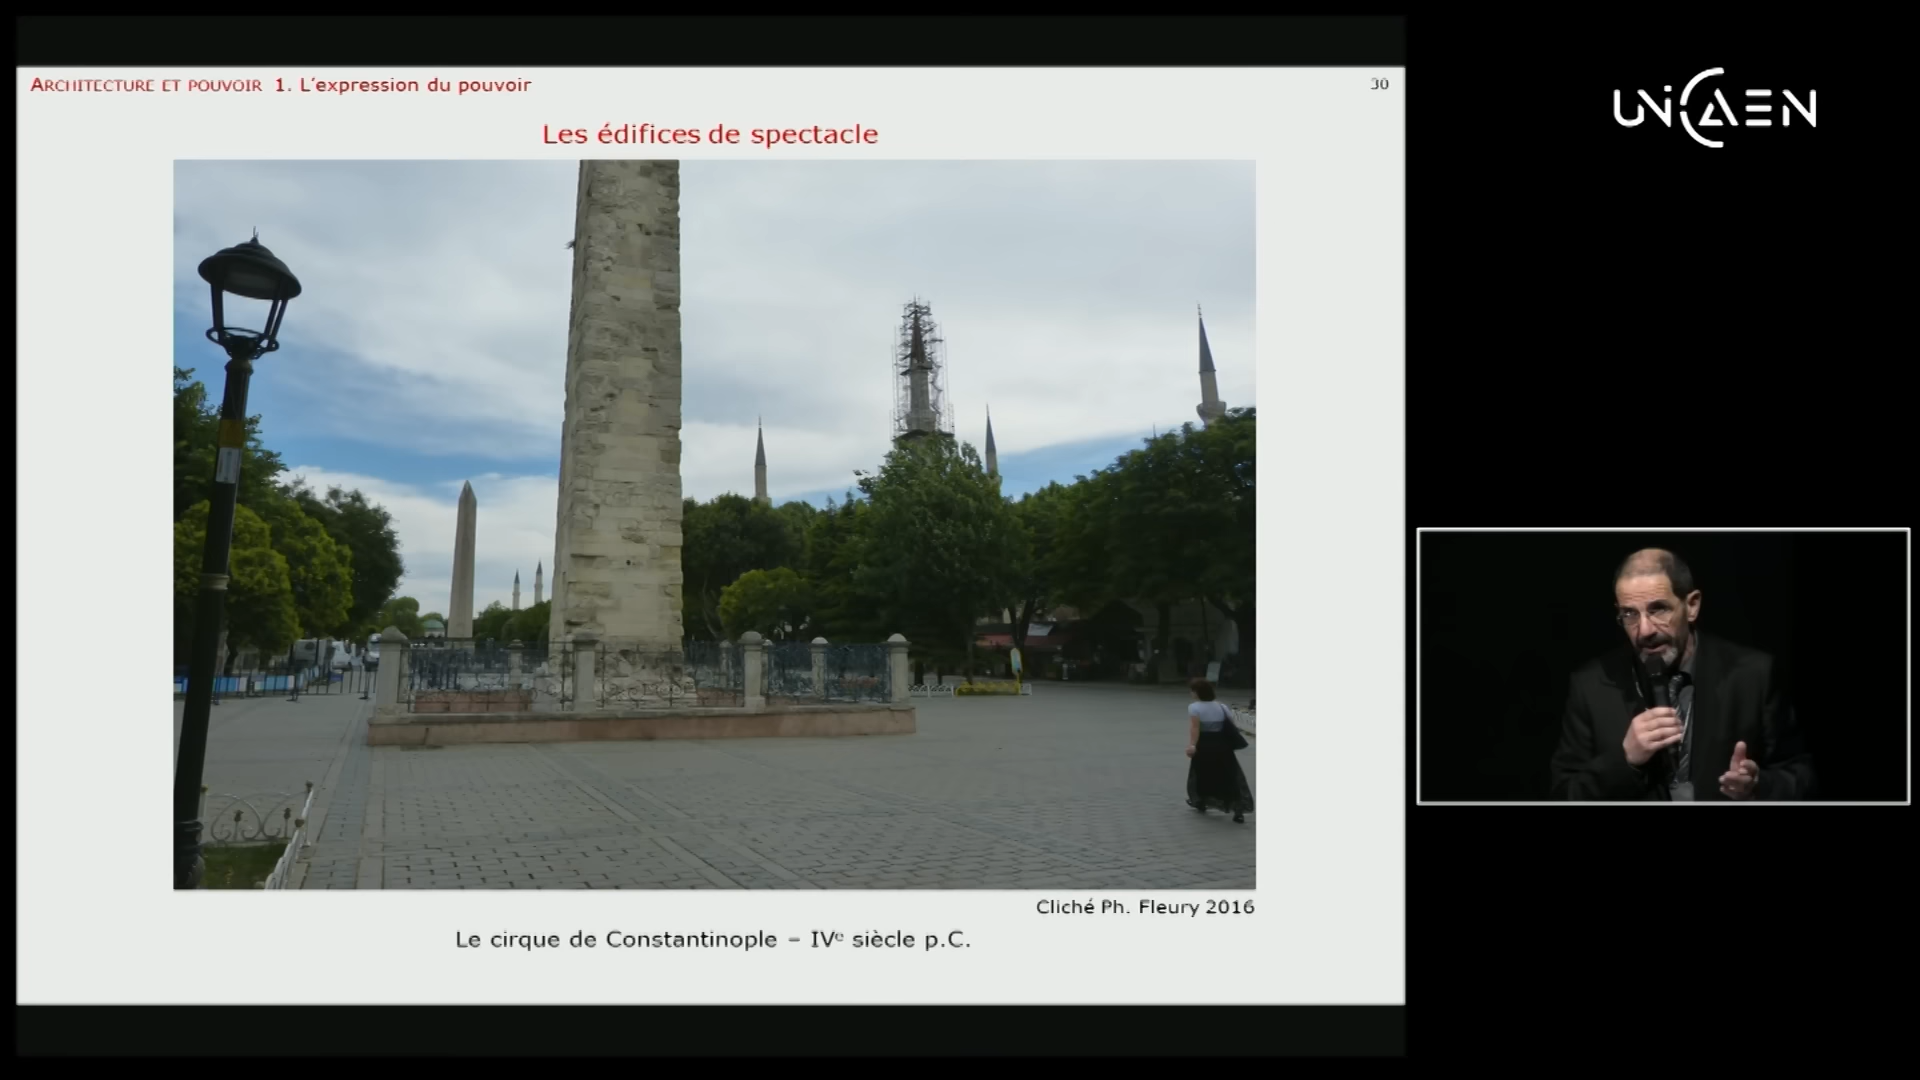 ARCHITECTURE ET POUVOIR 1. L'expression du pouvoir
30
Les édifices de spectacle
Cliché Ph. Fleury 2016
Le cirque de Constantinople – IVe siècle p.C.
UNICAEN